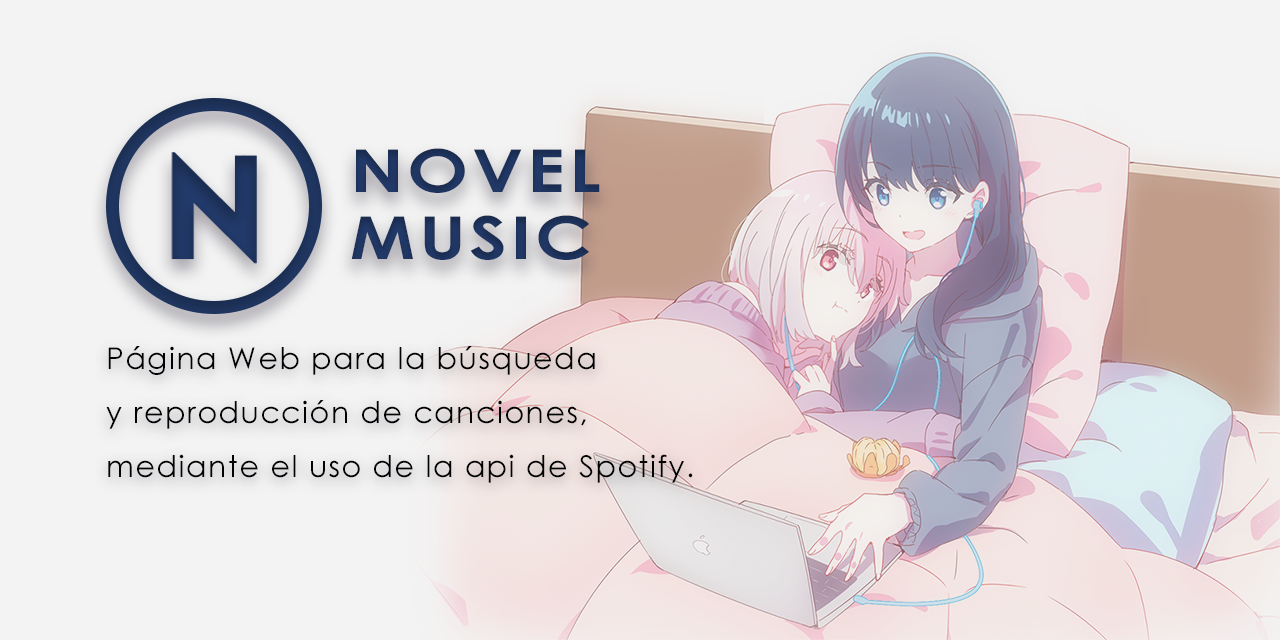 N
NOVEL
MUSIC
Página Web para la búsqueda
y reproducción de canciones,
mediante el uso de la api de Spotify.